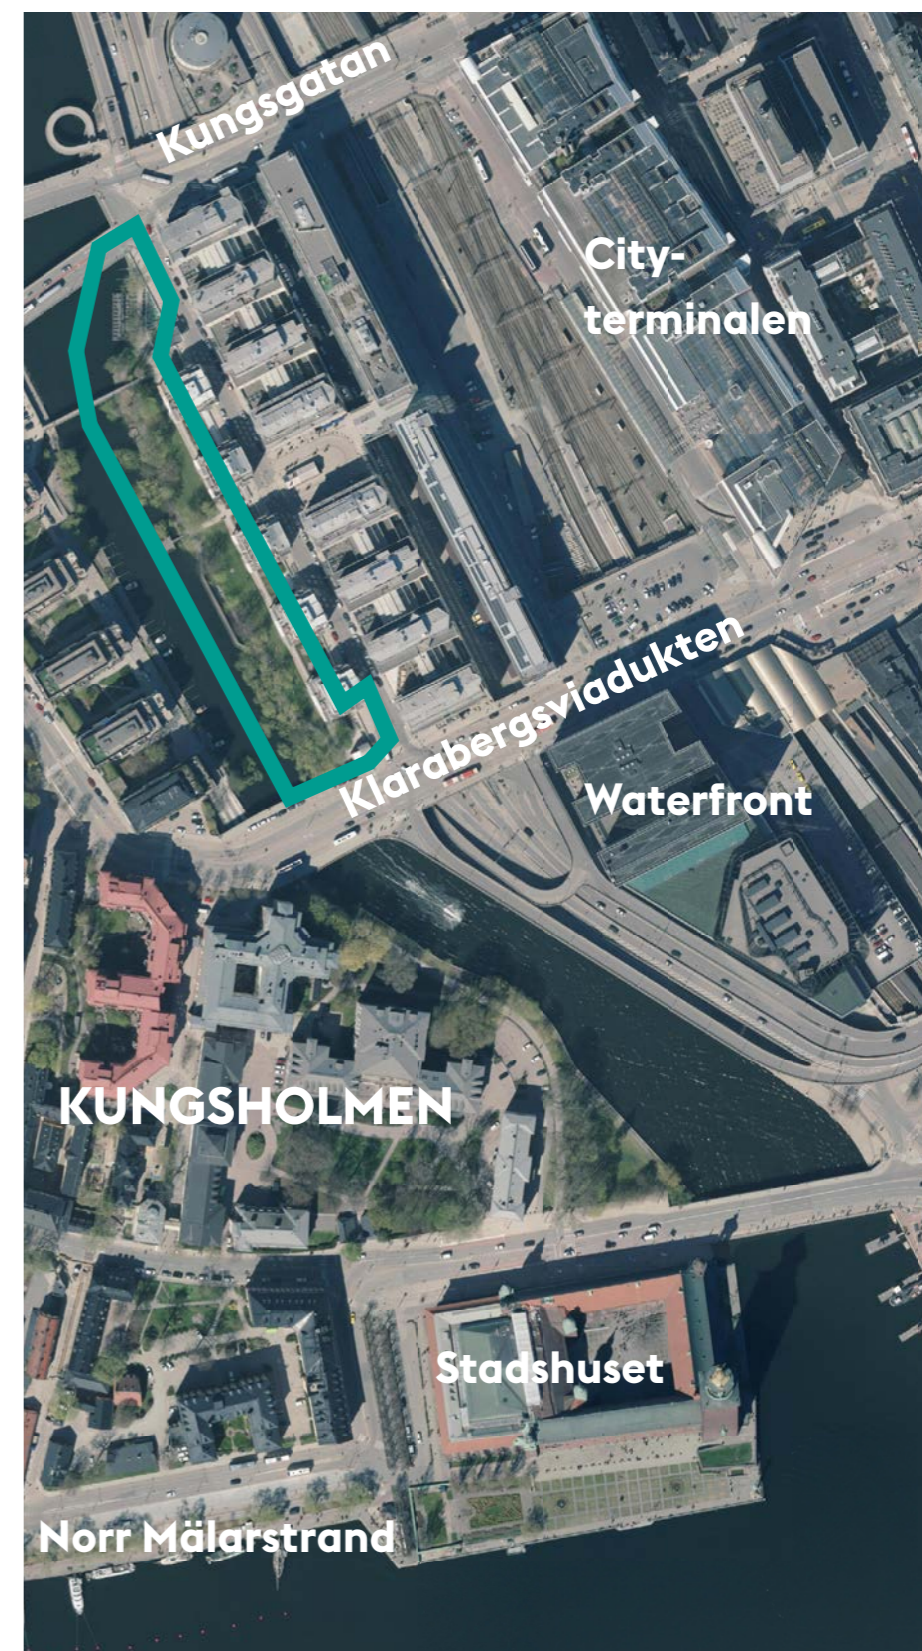 Kungsgatan
City-
terminalen
Klarabergsviadukten
Waterfront
KUNGSHOLMEN
Stadshuset
Norr Mälarstrand